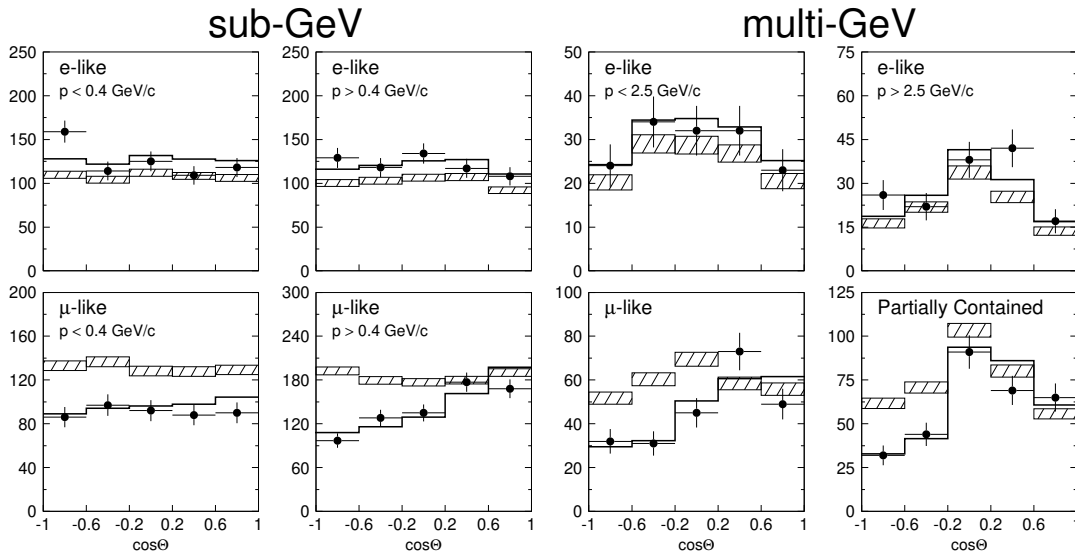 sub-GeV multi-GeV
250
200
150
100
50
0
e-like
p < 0.4 GeV/c
250
200
150
100
50
0
e-like
p > 0.4 GeV/c
50
40
30
20
10
0
e-like
p < 2.5 GeV/c
75
60
45
30
15
0
e-like
p > 2.5 GeV/c
200
160
120
80
40
0
μ-like
p < 0.4 GeV/c
-1 -0.6 -0.2 0.2 0.6 1
cosΘ
300
240
180
120
60
0
μ-like
p > 0.4 GeV/c
-1 -0.6 -0.2 0.2 0.6 1
cosΘ
100
80
60
40
20
0
μ-like
-1 -0.6 -0.2 0.2 0.6 1
cosΘ
125
100
75
50
25
0
Partially Contained
-1 -0.6 -0.2 0.2 0.6 1
cosΘ